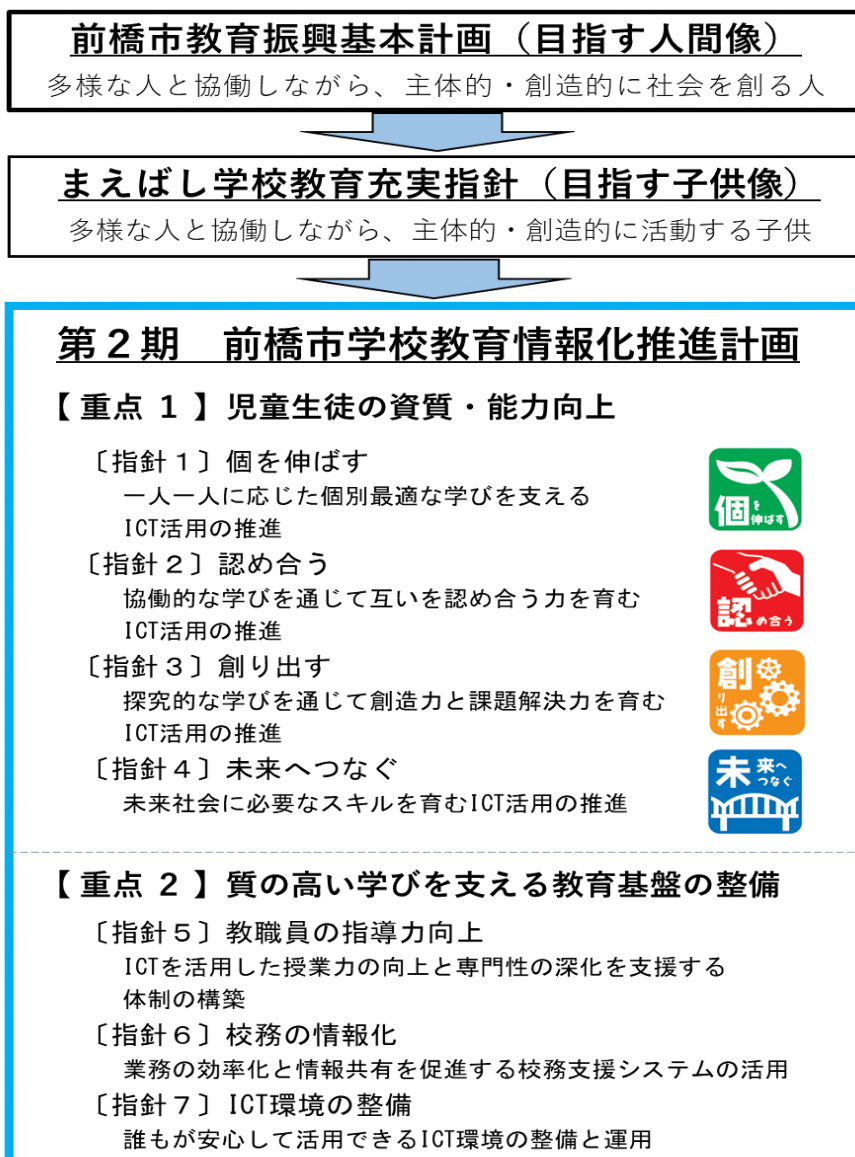 前橋市教育振興基本計画（目指す人間像）
多様な人と協働しながら、主体的・創造的に社会を創る人
まえばし学校教育充実指針（目指す子供像）
多様な人と協働しながら、主体的・創造的に活動する子供
第２期　前橋市学校教育情報化推進計画
【 重点 １ 】児童生徒の資質・能力向上
〔指針１〕個を伸ばす
一人一人に応じた個別最適な学びを支える
ICT活用の推進
個を伸ばす
〔指針２〕認め合う
協働的な学びを通じて互いを認め合う力を育む
ICT活用の推進
認め合う
〔指針３〕創り出す
探究的な学びを通じて創造力と課題解決力を育む
ICT活用の推進
創り出す
〔指針４〕未来へつなぐ
未来社会に必要なスキルを育むICT活用の推進
未来へつなぐ
【 重点 ２ 】質の高い学びを支える教育基盤の整備
〔指針５〕教職員の指導力向上
ICTを活用した授業力の向上と専門性の深化を支援する
体制の構築
〔指針６〕校務の情報化
業務の効率化と情報共有を促進する校務支援システムの活用
〔指針７〕ICT環境の整備
誰もが安心して活用できるICT環境の整備と運用